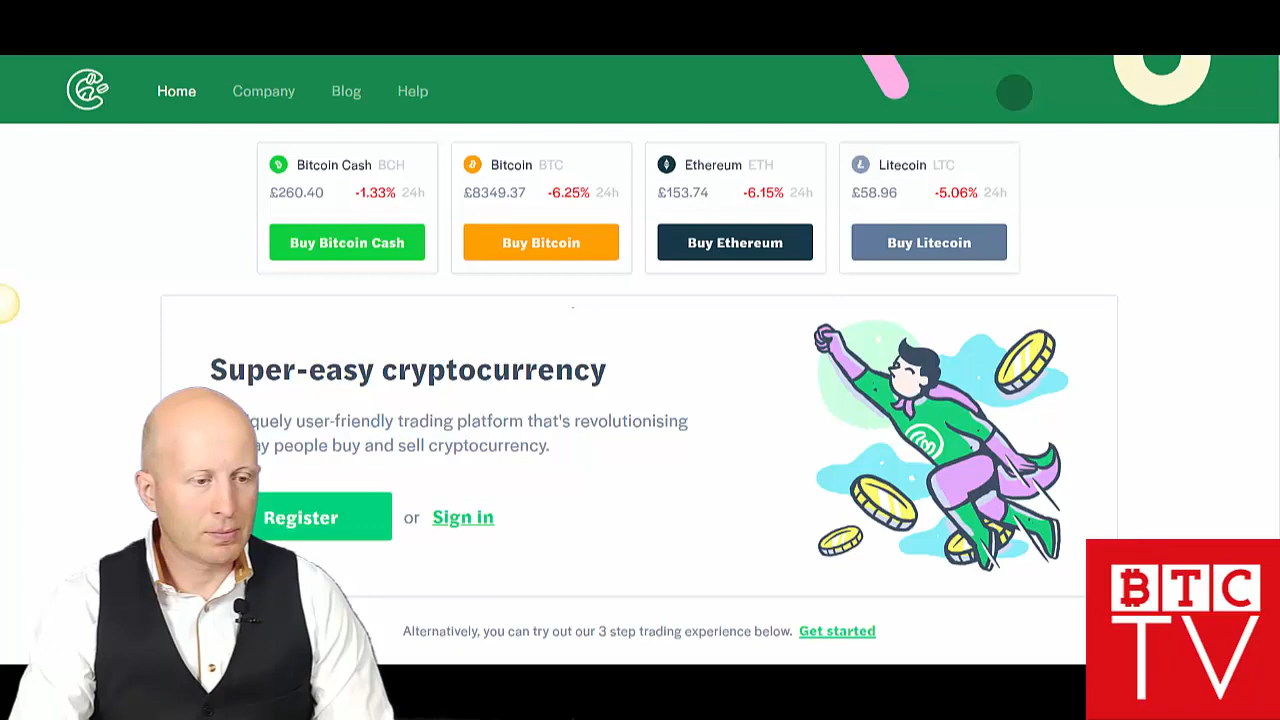 Home Company Blog Help
Bitcoin Cash BCH
£260.40 -1.33% 24h
Buy Bitcoin Cash
Bitcoin BTC
£8349.37 -6.25% 24h
Buy Bitcoin
Ethereum ETH
£153.74 -6.15% 24h
Buy Ethereum
Litecoin LTC
£58.96 -5.06% 24h
Buy Litecoin
Super-easy cryptocurrency
user-friendly trading platform that's revolutionising
people buy and sell cryptocurrency.
Register or Sign in
Alternatively, you can try out our 3 step trading experience below. Get started
BTC
TV